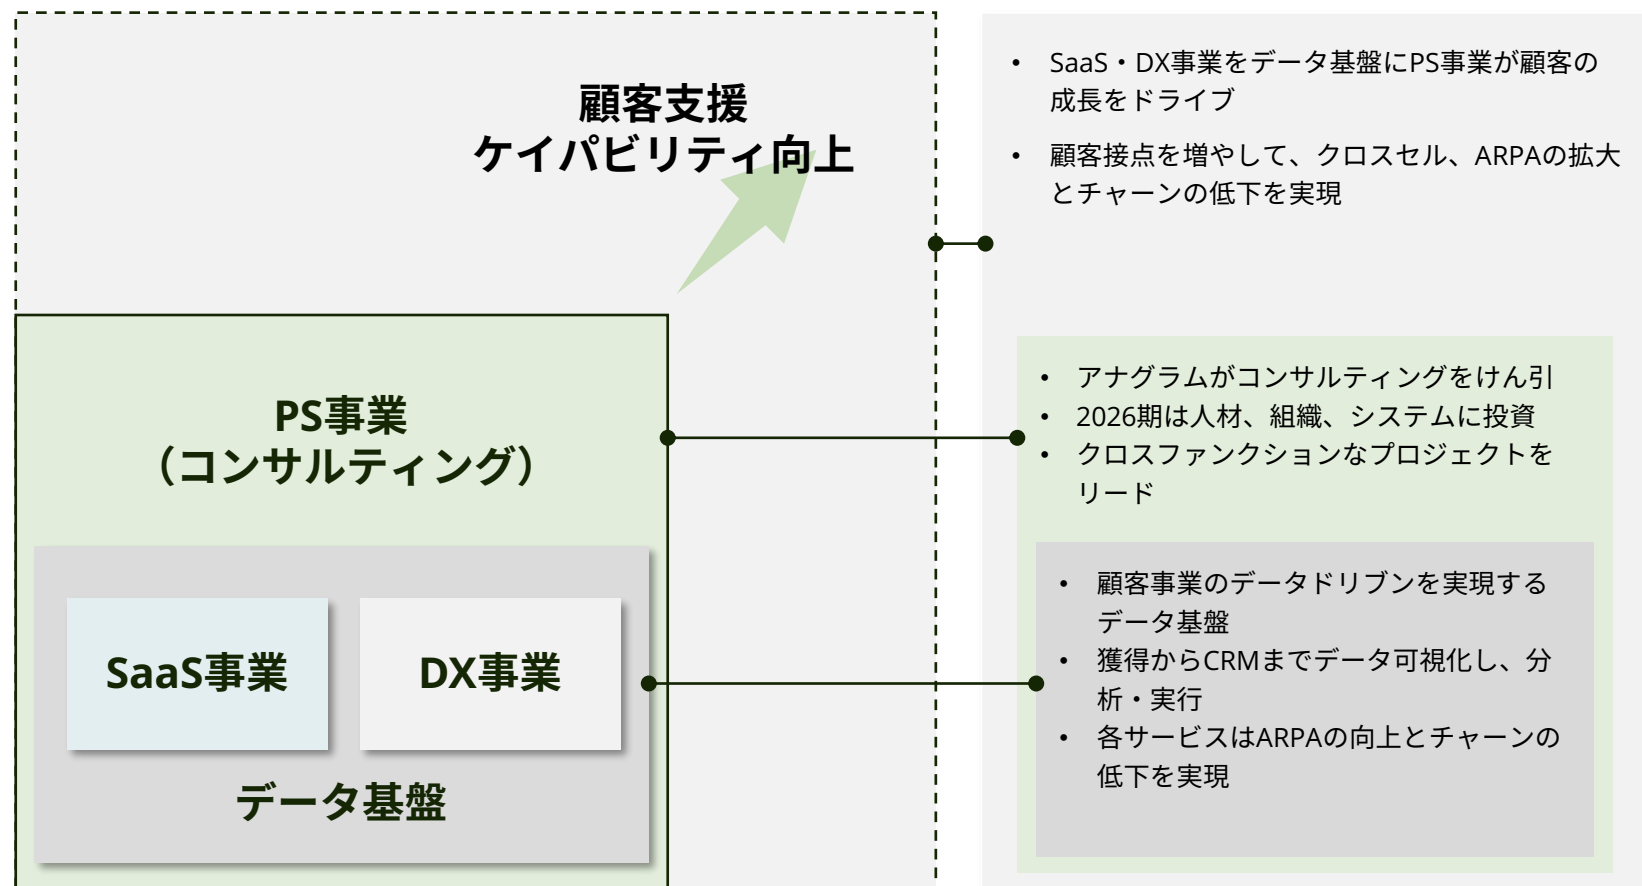 顧客支援
ケイパビリティ向上
PS事業
（コンサルティング）
SaaS事業
DX事業
データ基盤
• SaaS・DX事業をデータ基盤にPS事業が顧客の
成長をドライブ
• 顧客接点を増やして、クロスセル、ARPAの拡大
とチャーンの低下を実現
• アナグラムがコンサルティングをけん引
• 2026期は人材、組織、システムに投資
• クロスファンクションなプロジェクトを
リード
• 顧客事業のデータドリブンを実現する
データ基盤
• 獲得からCRMまでデータ可視化し、分
析・実行
• 各サービスはARPAの向上とチャーンの
低下を実現